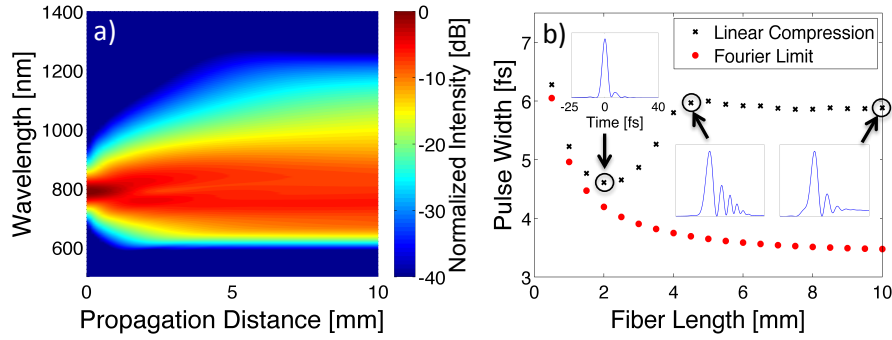 a)
Wavelength [nm]
1400
1200
1000
800
600
0
5
10
Propagation Distance [mm]
0
-10
-20
-30
-40
Normalized Intensity [dB]
b)
Pulse Width [fs]
7
6
5
4
3
0
2
4
6
8
10
Fiber Length [mm]
Linear Compression
Fourier Limit
-25
0
40
Time [fs]